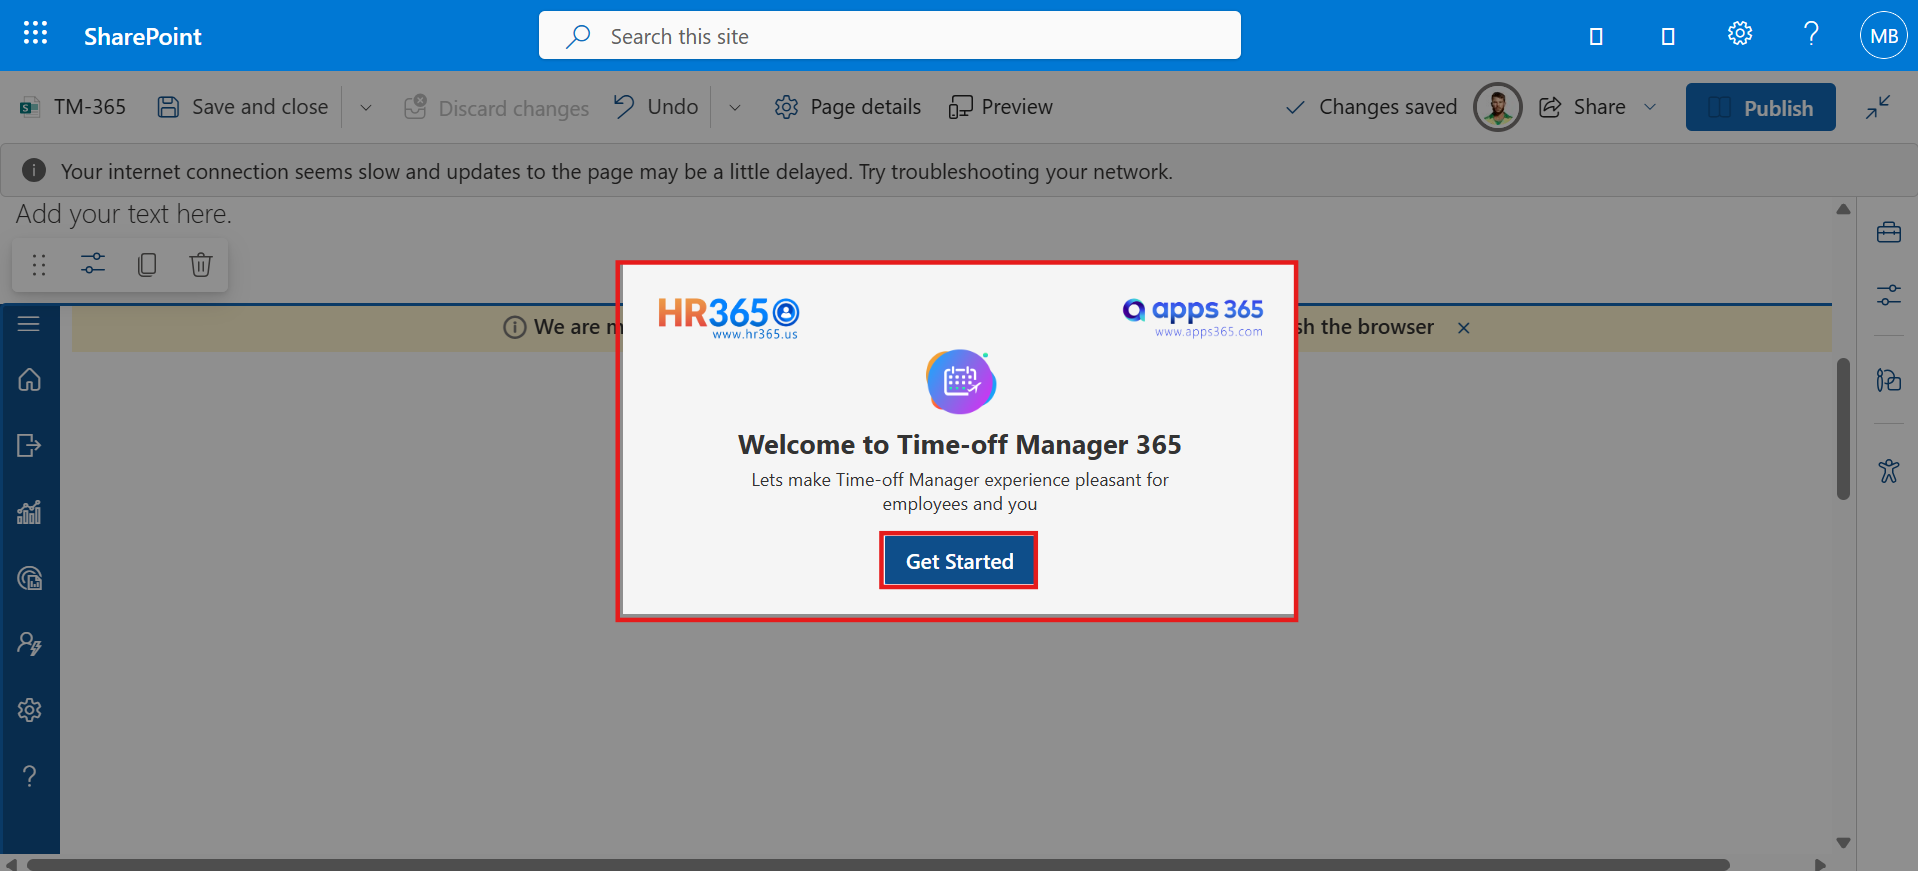 SharePoint
Search this site
MB
TM-365
Save and close
Discard changes
Undo
Page details
Preview
Changes saved
Share
Publish
Your internet connection seems slow and updates to the page may be a little delayed. Try troubleshooting your network.
Add your text here.
We are
sh the browser
HR365
www.hr365.us
apps 365
www.apps365.com
Welcome to Time-off Manager 365
Lets make Time-off Manager experience pleasant for
employees and you
Get Started